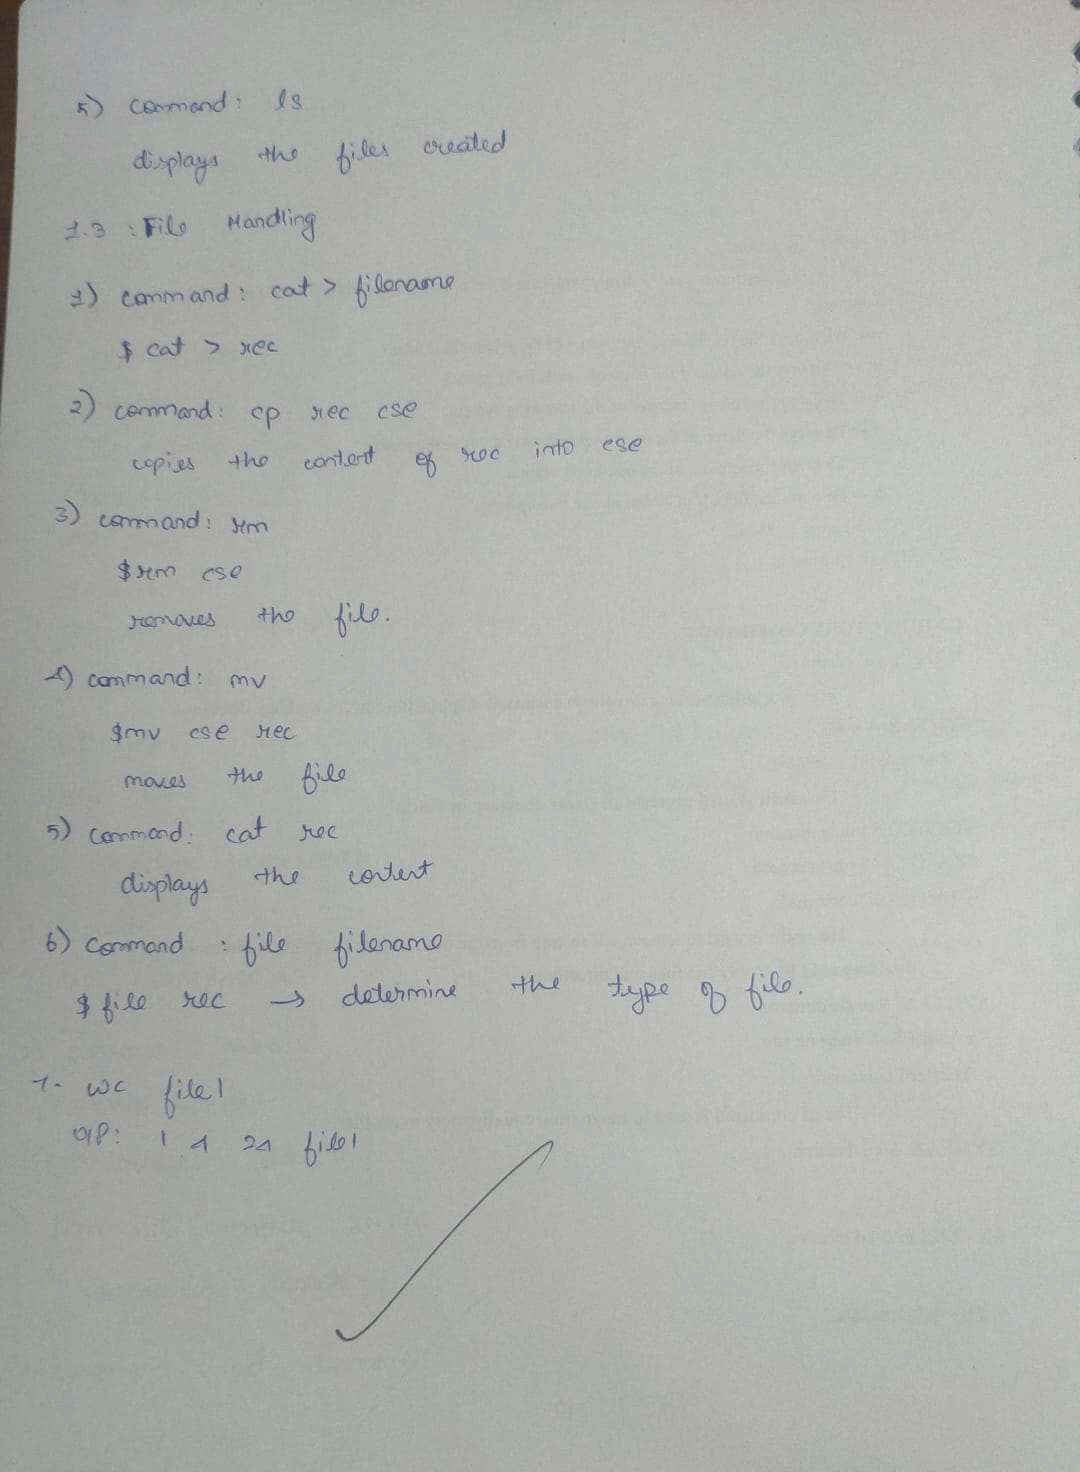 5) command: ls
displays the files created
1.3 : File Handling
1) command: cat > filename
$ cat > rec
2) command: cp rec cse
copies the content of rec into cse
3) command: rm
$rm cse
removes the file.
4) command: mv
$mv cse rec
moves the file
5) command: cat rec
displays the content
6) command : file filename
$ file rec → determine the type of file.
7. wc file1
O/P: 1 4 24 file1